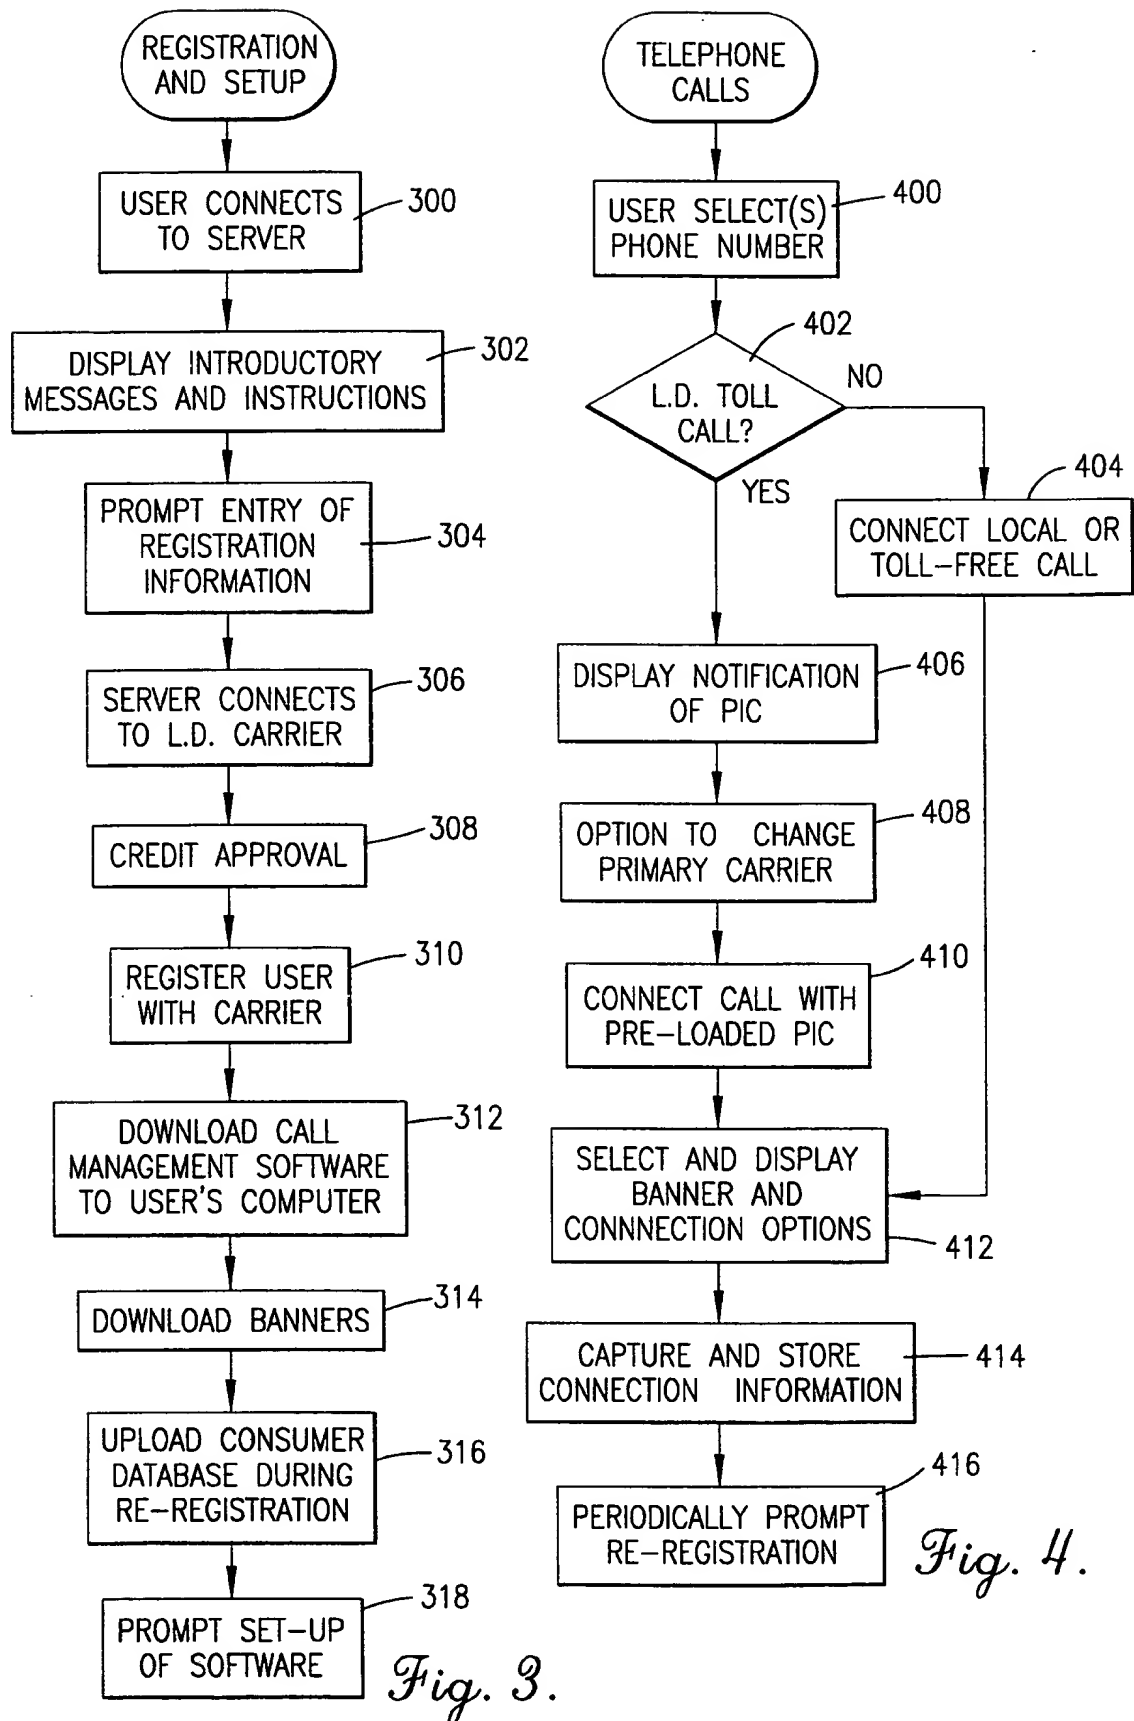 REGISTRATION
AND SETUP
USER CONNECTS
TO SERVER
300
DISPLAY INTRODUCTORY
MESSAGES AND INSTRUCTIONS
302
PROMPT ENTRY OF
REGISTRATION
INFORMATION
304
SERVER CONNECTS
TO L.D. CARRIER
306
CREDIT APPROVAL
308
REGISTER USER
WITH CARRIER
310
DOWNLOAD CALL
MANAGEMENT SOFTWARE
TO USER'S COMPUTER
312
DOWNLOAD BANNERS
314
UPLOAD CONSUMER
DATABASE DURING
RE-REGISTRATION
316
PROMPT SET-UP
OF SOFTWARE
318
Fig. 3.
TELEPHONE
CALLS
USER SELECT(S)
PHONE NUMBER
400
L.D. TOLL
CALL?
402
NO
YES
CONNECT LOCAL OR
TOLL-FREE CALL
404
DISPLAY NOTIFICATION
OF PIC
406
OPTION TO CHANGE
PRIMARY CARRIER
408
CONNECT CALL WITH
PRE-LOADED PIC
410
SELECT AND DISPLAY
BANNER AND
CONNNECTION OPTIONS
412
CAPTURE AND STORE
CONNECTION INFORMATION
414
PERIODICALLY PROMPT
RE-REGISTRATION
416
Fig. 4.